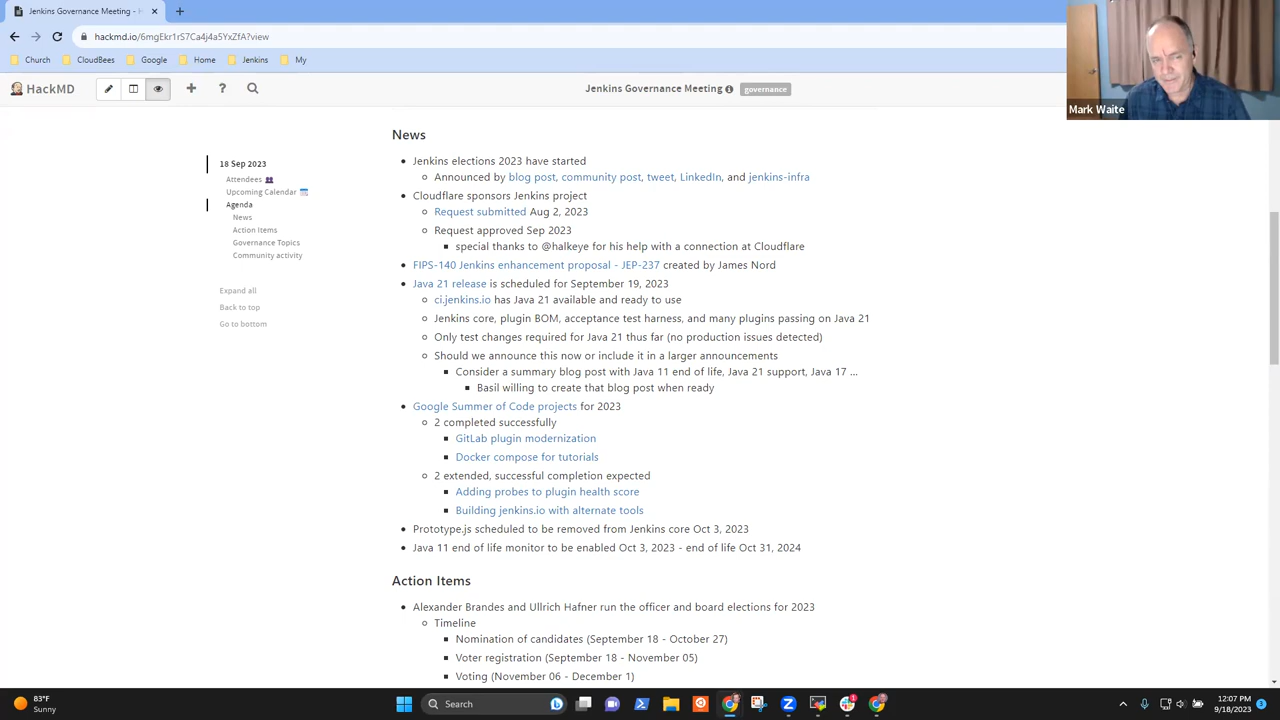 Jenkins Governance Meeting - H
hackmd.io/6mgEkr1rS7Ca4j4a5YxZfA?view
Church
CloudBees
Google
Home
Jenkins
My
HackMD
Jenkins Governance Meeting
governance
Mark Waite
18 Sep 2023
Attendees
Upcoming Calendar
Agenda
News
Action Items
Governance Topics
Community activity
Expand all
Back to top
Go to bottom
News
Jenkins elections 2023 have started
Announced by blog post, community post, tweet, LinkedIn, and jenkins-infra
Cloudflare sponsors Jenkins project
Request submitted Aug 2, 2023
Request approved Sep 2023
special thanks to @halkeye for his help with a connection at Cloudflare
FIPS-140 Jenkins enhancement proposal - JEP-237 created by James Nord
Java 21 release is scheduled for September 19, 2023
ci.jenkins.io has Java 21 available and ready to use
Jenkins core, plugin BOM, acceptance test harness, and many plugins passing on Java 21
Only test changes required for Java 21 thus far (no production issues detected)
Should we announce this now or include it in a larger announcements
Consider a summary blog post with Java 11 end of life, Java 21 support, Java 17 ...
Basil willing to create that blog post when ready
Google Summer of Code projects for 2023
2 completed successfully
GitLab plugin modernization
Docker compose for tutorials
2 extended, successful completion expected
Adding probes to plugin health score
Building jenkins.io with alternate tools
Prototype.js scheduled to be removed from Jenkins core Oct 3, 2023
Java 11 end of life monitor to be enabled Oct 3, 2023 - end of life Oct 31, 2024
Action Items
Alexander Brandes and Ullrich Hafner run the officer and board elections for 2023
Timeline
Nomination of candidates (September 18 - October 27)
Voter registration (September 18 - November 05)
Voting (November 06 - December 1)
83°F
Sunny
Search
12:07 PM
9/18/2023